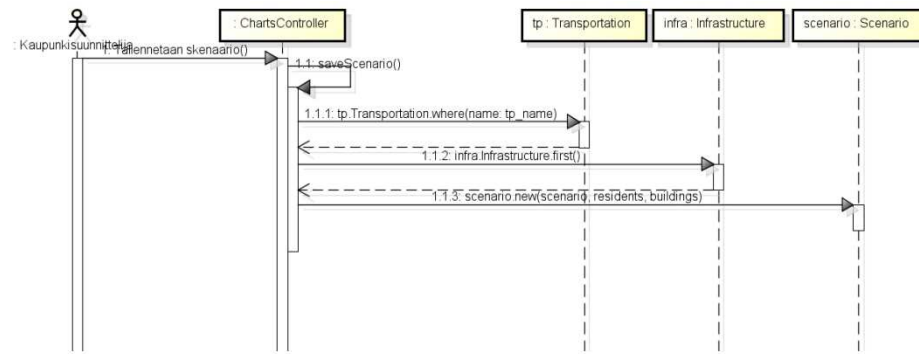 : ChartsController
tp : Transportation
infra : Infrastructure
scenario : Scenario
: Kaupunkisuunnittelija
1: Tallennetaan skenaario()
1.1: saveScenario()
1.1.1: tp.Transportation.where(name: tp_name)
1.1.2: infra.Infrastructure.first()
1.1.3: scenario.new(scenario, residents, buildings)